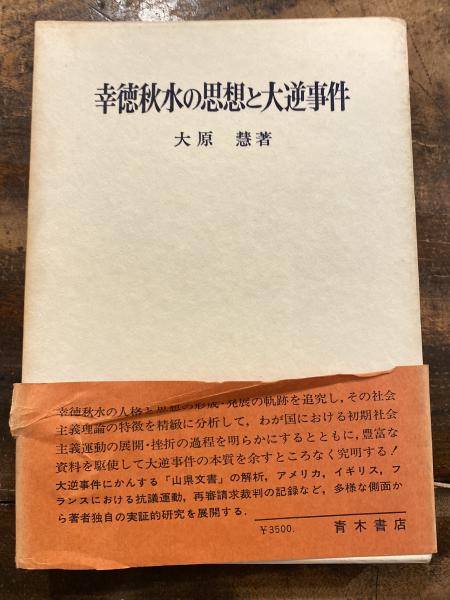 幸徳秋水の思想と大逆事件
大原 慧著
幸徳秋水の人格と思想の形成・発展の軌跡を追究し，その社会
主義理論の特徴を精緻に分析して，わが国における初期社会
主義運動の展開・挫折の過程を明らかにするとともに，豊富な
資料を駆使して大逆事件の本質を余すところなく究明する！
大逆事件にかんする「山県文書」の解析，アメリカ，イギリス，フ
ランスにおける抗議運動，再審請求裁判の記録など，多様な側面か
ら著者独自の実証的研究を展開する．
¥3500. 青木書店